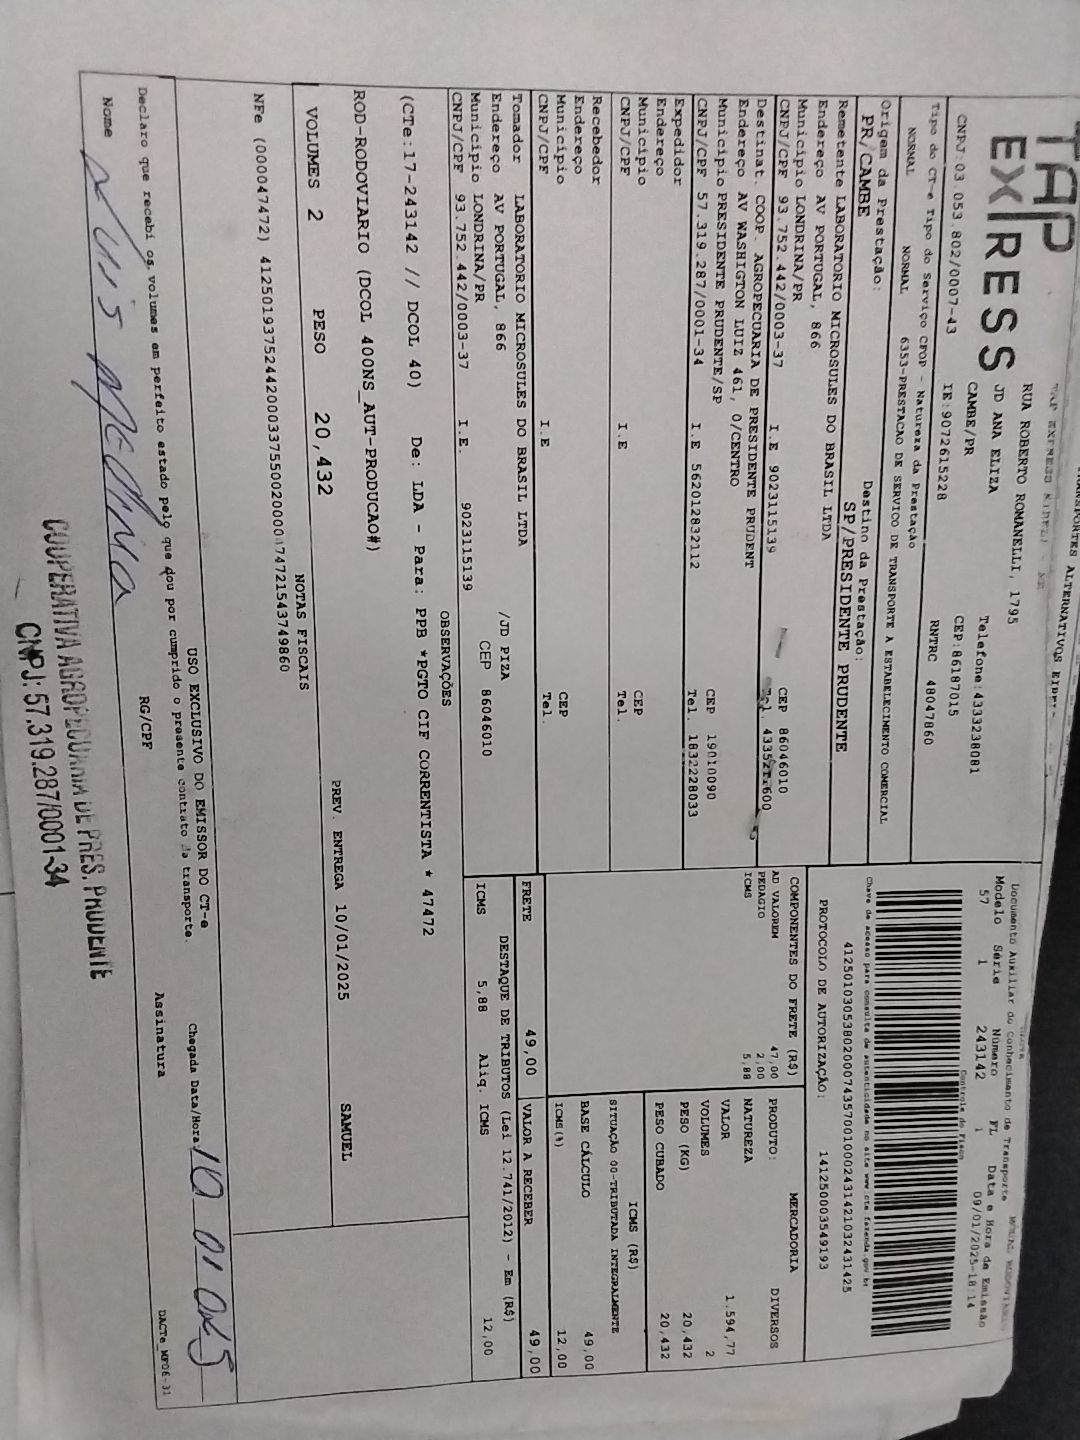 TRANSPORTES ALTERNATIVOS
TAP EXPRESS
RUA ROBERTO ROMANELLI, 1795
JD ANA ELIZA
CAMBE/PR
Telefone:4333238081
CEP:86187015
CNPJ:03.053.802/0007-43
IE:9072615228
RNTRC 48047860
Documento Auxiliar do Conhecimento de Transporte
Modelo Série Número FL Data e Hora de Emissão
57 1 243142 1 09/01/2025-18:14
Controle do Fisco
Chave de acesso para consulta de autenticidade no site www.cte.fazenda.gov.br
PROTOCOLO DE AUTORIZAÇÃO: 141250003549193
Tipo do CT-e Tipo do Serviço CFOP - Natureza da Prestação
NORMAL NORMAL 6353-PRESTACAO DE SERVICO DE TRANSPORTE A ESTABELECIMENTO COMERCIAL
Origem da Prestação: Destino da Prestação:
PR/CAMBE SP/PRESIDENTE PRUDENTE
Remetente LABORATORIO MICROSULES DO BRASIL LTDA
Endereço AV PORTUGAL, 866
Município LONDRINA/PR CEP 86046010
CNPJ/CPF 93.752.442/0003-37 I.E 9023115139
Destinat. COOP. AGROPECUARIA DE PRESIDENTE PRUDENT
Endereço AV WASHIGTON LUIZ 461, 0/CENTRO
Município PRESIDENTE PRUDENTE/SP CEP 19010090
CNPJ/CPF 57.319.287/0001-34 I.E 562012832112 Tel. 1832228033
Expedidor
Endereço
Município CEP
CNPJ/CPF I.E Tel.
Recebedor
Endereço
Município CEP
CNPJ/CPF I.E Tel.
Tomador LABORATORIO MICROSULES DO BRASIL LTDA
Endereço AV PORTUGAL, 866 /JD PIZA
Município LONDRINA/PR CEP 86046010
CNPJ/CPF 93.752.442/0003-37 I.E. 9023115139
COMPONENTES DO FRETE (R$)
AD VALOREM 47,00
PEDAGIO 2,00
ICMS 5,88
MERCADORIA
PRODUTO: DIVERSOS
NATUREZA
VALOR 1.594,77
VOLUMES 2
PESO (KG) 20,432
PESO CUBADO 20,432
ICMS (R$)
SITUAÇÃO 00-TRIBUTADA INTEGRALMENTE
BASE CÁLCULO 49,00
ICMS(%) 12,00
FRETE 49,00 VALOR A RECEBER 49,00
DESTAQUE DE TRIBUTOS (Lei 12.741/2012) - Em (R$)
ICMS 5,88 Aliq. ICMS 12,00
OBSERVAÇÕES
(CTe:17-243142 // DCOL 40) De: LDA - Para: PPB *PGTO CIF CORRENTISTA * 47472
ROD-RODOVIARIO (DCOL 400NS_AUT-PRODUCAO#)
VOLUMES 2 PESO 20,432 PREV. ENTREGA 10/01/2025 SAMUEL
NOTAS FISCAIS
USO EXCLUSIVO DO EMISSOR DO CT-e
Chegada Data/Hora: 10 01 025
Declaro que recebi os volumes em perfeito estado pelo que dou por cumprido o presente contrato da transporte.
Nome RG/CPF Assinatura
DACTe_MP06-31
COOPERATIVA AGROPECUÁRIA DE PRES. PRUDENTE
CNPJ: 57.319.287/0001-34